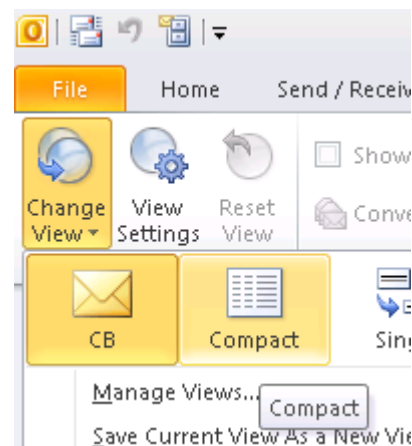 File Home Send / Receiv
Show
Change View Reset Conve
View Settings View
CB Compact Sing
Manage Views...
Compact
Save Current View As a New Vie